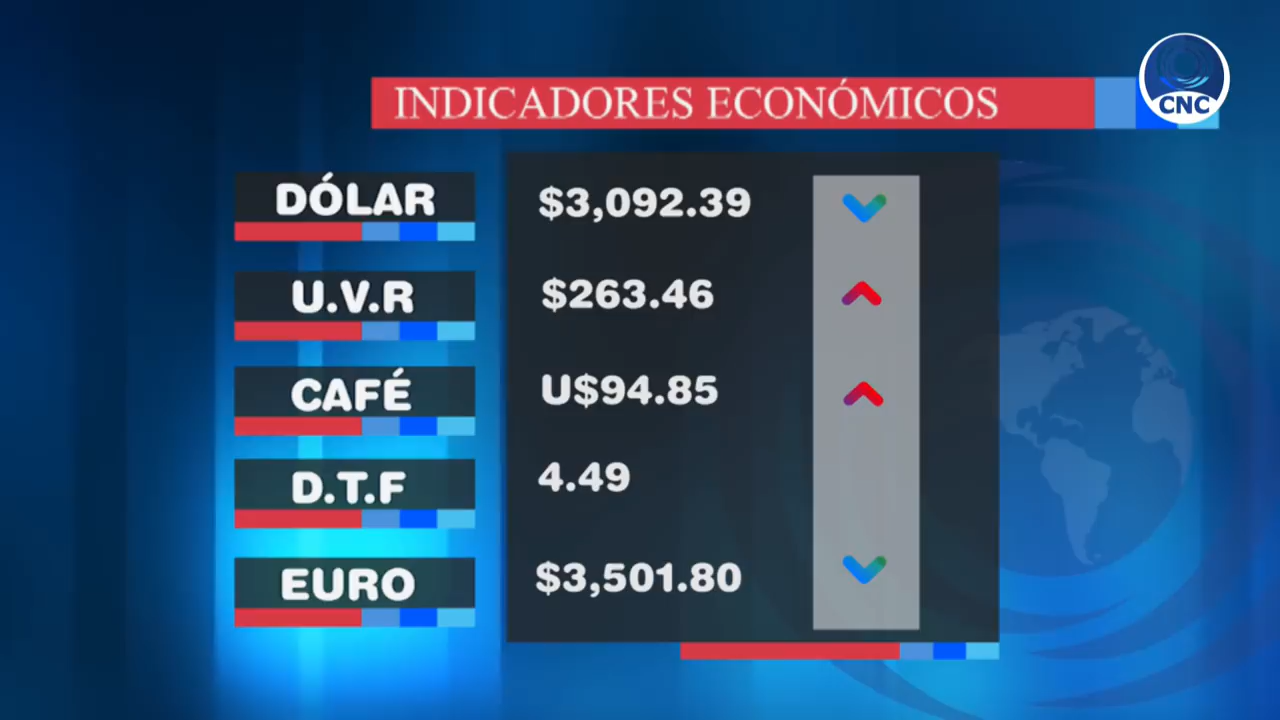 CNC
INDICADORES ECONÓMICOS
DÓLAR $3,092.39
U.V.R $263.46
CAFÉ U$94.85
D.T.F 4.49
EURO $3,501.80